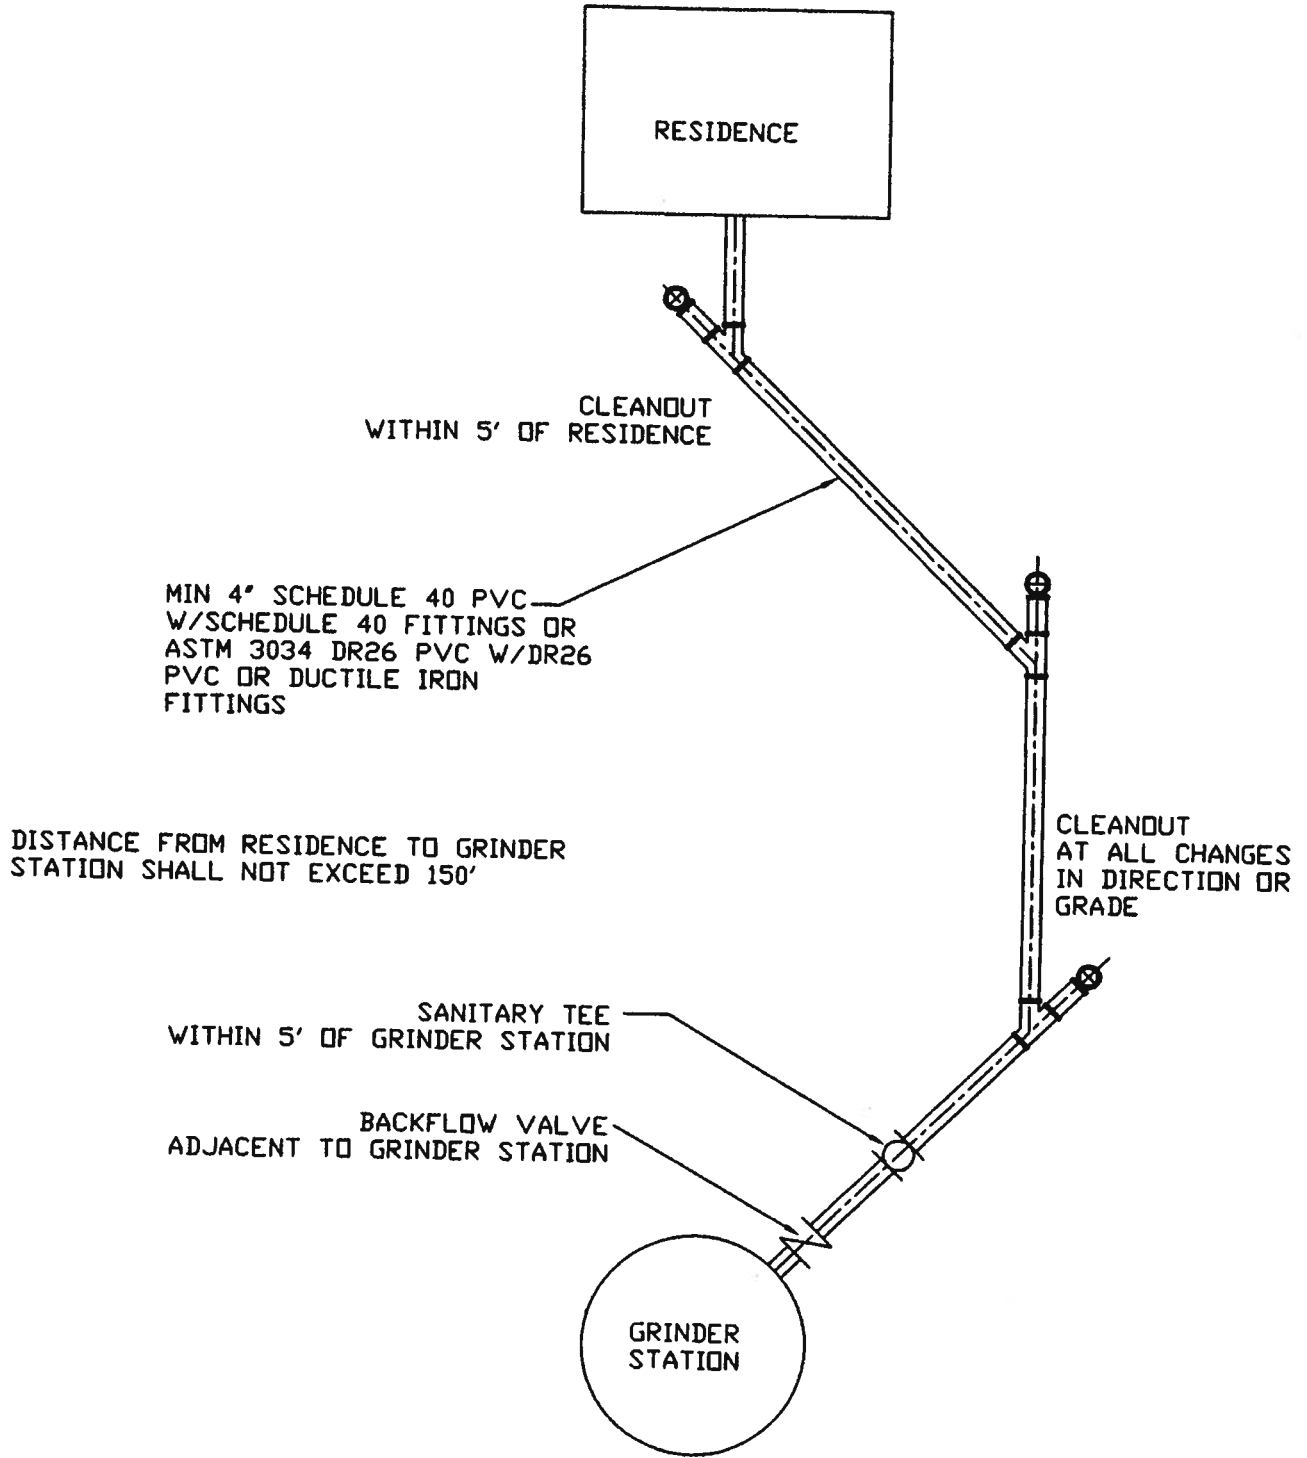 RESIDENCE
CLEANOUT
WITHIN 5' OF RESIDENCE
MIN 4" SCHEDULE 40 PVC
W/SCHEDULE 40 FITTINGS OR
ASTM 3034 DR26 PVC W/DR26
PVC OR DUCTILE IRON
FITTINGS
DISTANCE FROM RESIDENCE TO GRINDER
STATION SHALL NOT EXCEED 150'
CLEANOUT
AT ALL CHANGES
IN DIRECTION OR
GRADE
SANITARY TEE
WITHIN 5' OF GRINDER STATION
BACKFLOW VALVE
ADJACENT TO GRINDER STATION
GRINDER
STATION